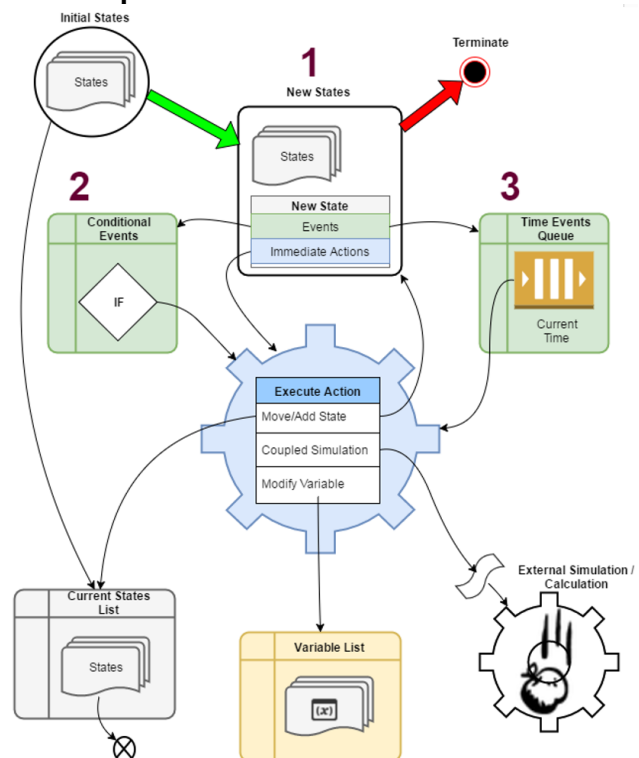 Initial States
States
1
New States
Terminate
States
New State
Events
Immediate Actions
2
Conditional
Events
IF
3
Time Events
Queue
Current
Time
Execute Action
Move/Add State
Coupled Simulation
Modify Variable
Current States
List
States
Variable List
(x)
External Simulation /
Calculation